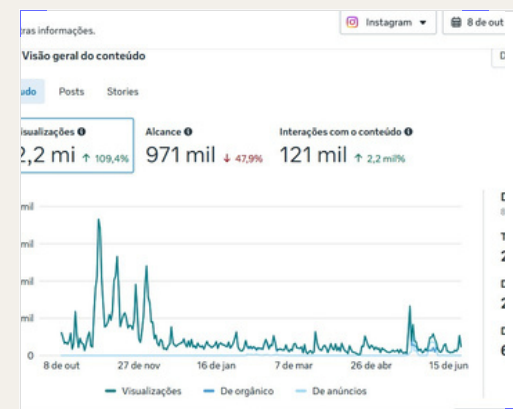 Instagram
8 de out
ras informações.
Visão geral do conteúdo
Posts
Stories
Alcance
Interações com o conteúdo
2,2 mi ↑ 109,4%
971 mil ↓ 47,9%
121 mil ↑ 2,2 mil%
mil
mil
mil
mil
0
8 de out
27 de nov
16 de jan
7 de mar
26 de abr
15 de jun
Visualizações
De orgânico
De anúncios